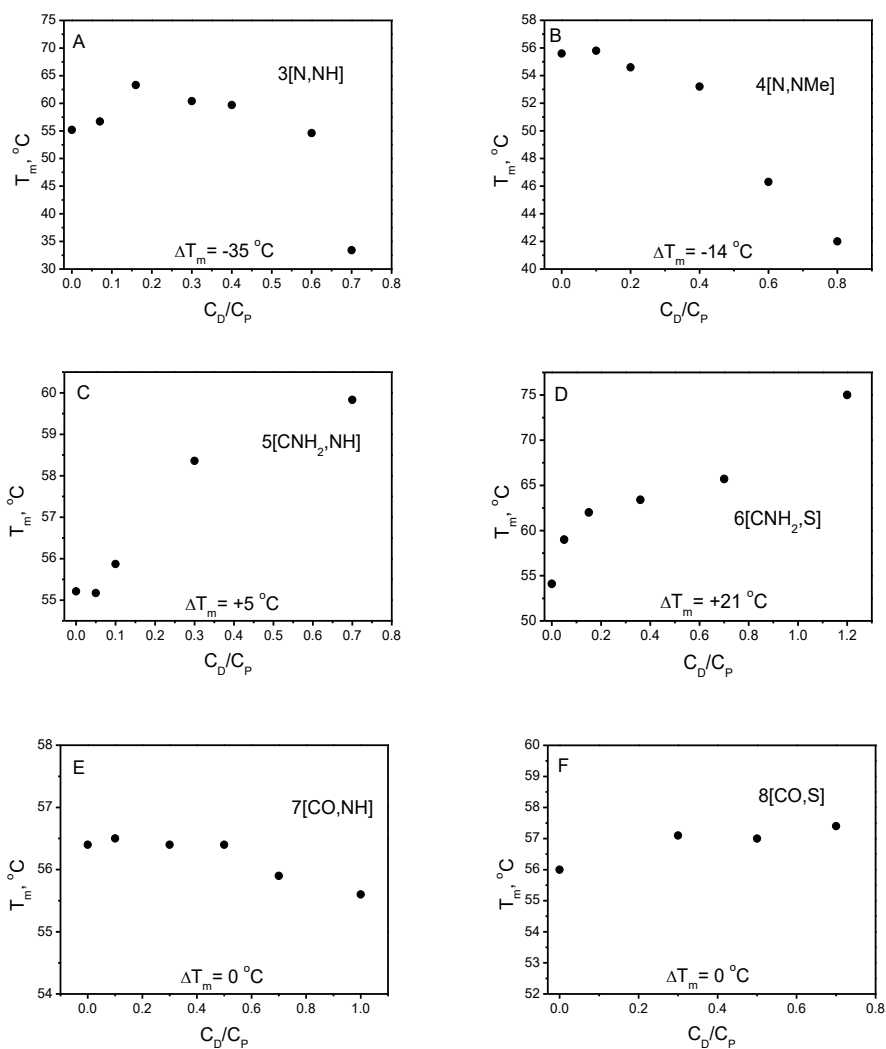 A
3[N,NH]
T_m, °C
75
70
65
60
55
50
45
40
35
30
ΔT_m= -35 °C
0.0 0.1 0.2 0.3 0.4 0.5 0.6 0.7 0.8
C_D/C_P
B
4[N,NMe]
T_m, °C
58
56
54
52
50
48
46
44
42
40
ΔT_m= -14 °C
0.0 0.2 0.4 0.6 0.8
C_D/C_P
C
5[CNH₂,NH]
T_m, °C
60
59
58
57
56
55
ΔT_m= +5 °C
0.0 0.1 0.2 0.3 0.4 0.5 0.6 0.7 0.8
C_D/C_P
D
6[CNH₂,S]
T_m, °C
75
70
65
60
55
50
ΔT_m= +21 °C
0.0 0.2 0.4 0.6 0.8 1.0 1.2
C_D/C_P
E
7[CO,NH]
T_m, °C
58
57
56
55
54
ΔT_m= 0 °C
0.0 0.2 0.4 0.6 0.8 1.0
C_D/C_P
F
8[CO,S]
T_m, °C
60
59
58
57
56
55
54
53
52
ΔT_m= 0 °C
0.0 0.2 0.4 0.6 0.8
C_D/C_P